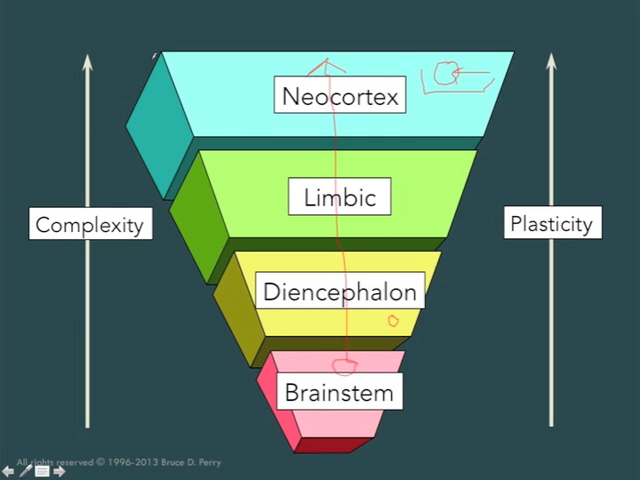 Neocortex
Limbic
Complexity
Plasticity
Diencephalon
Brainstem
All rights reserved © 1996-2013 Bruce D. Perry